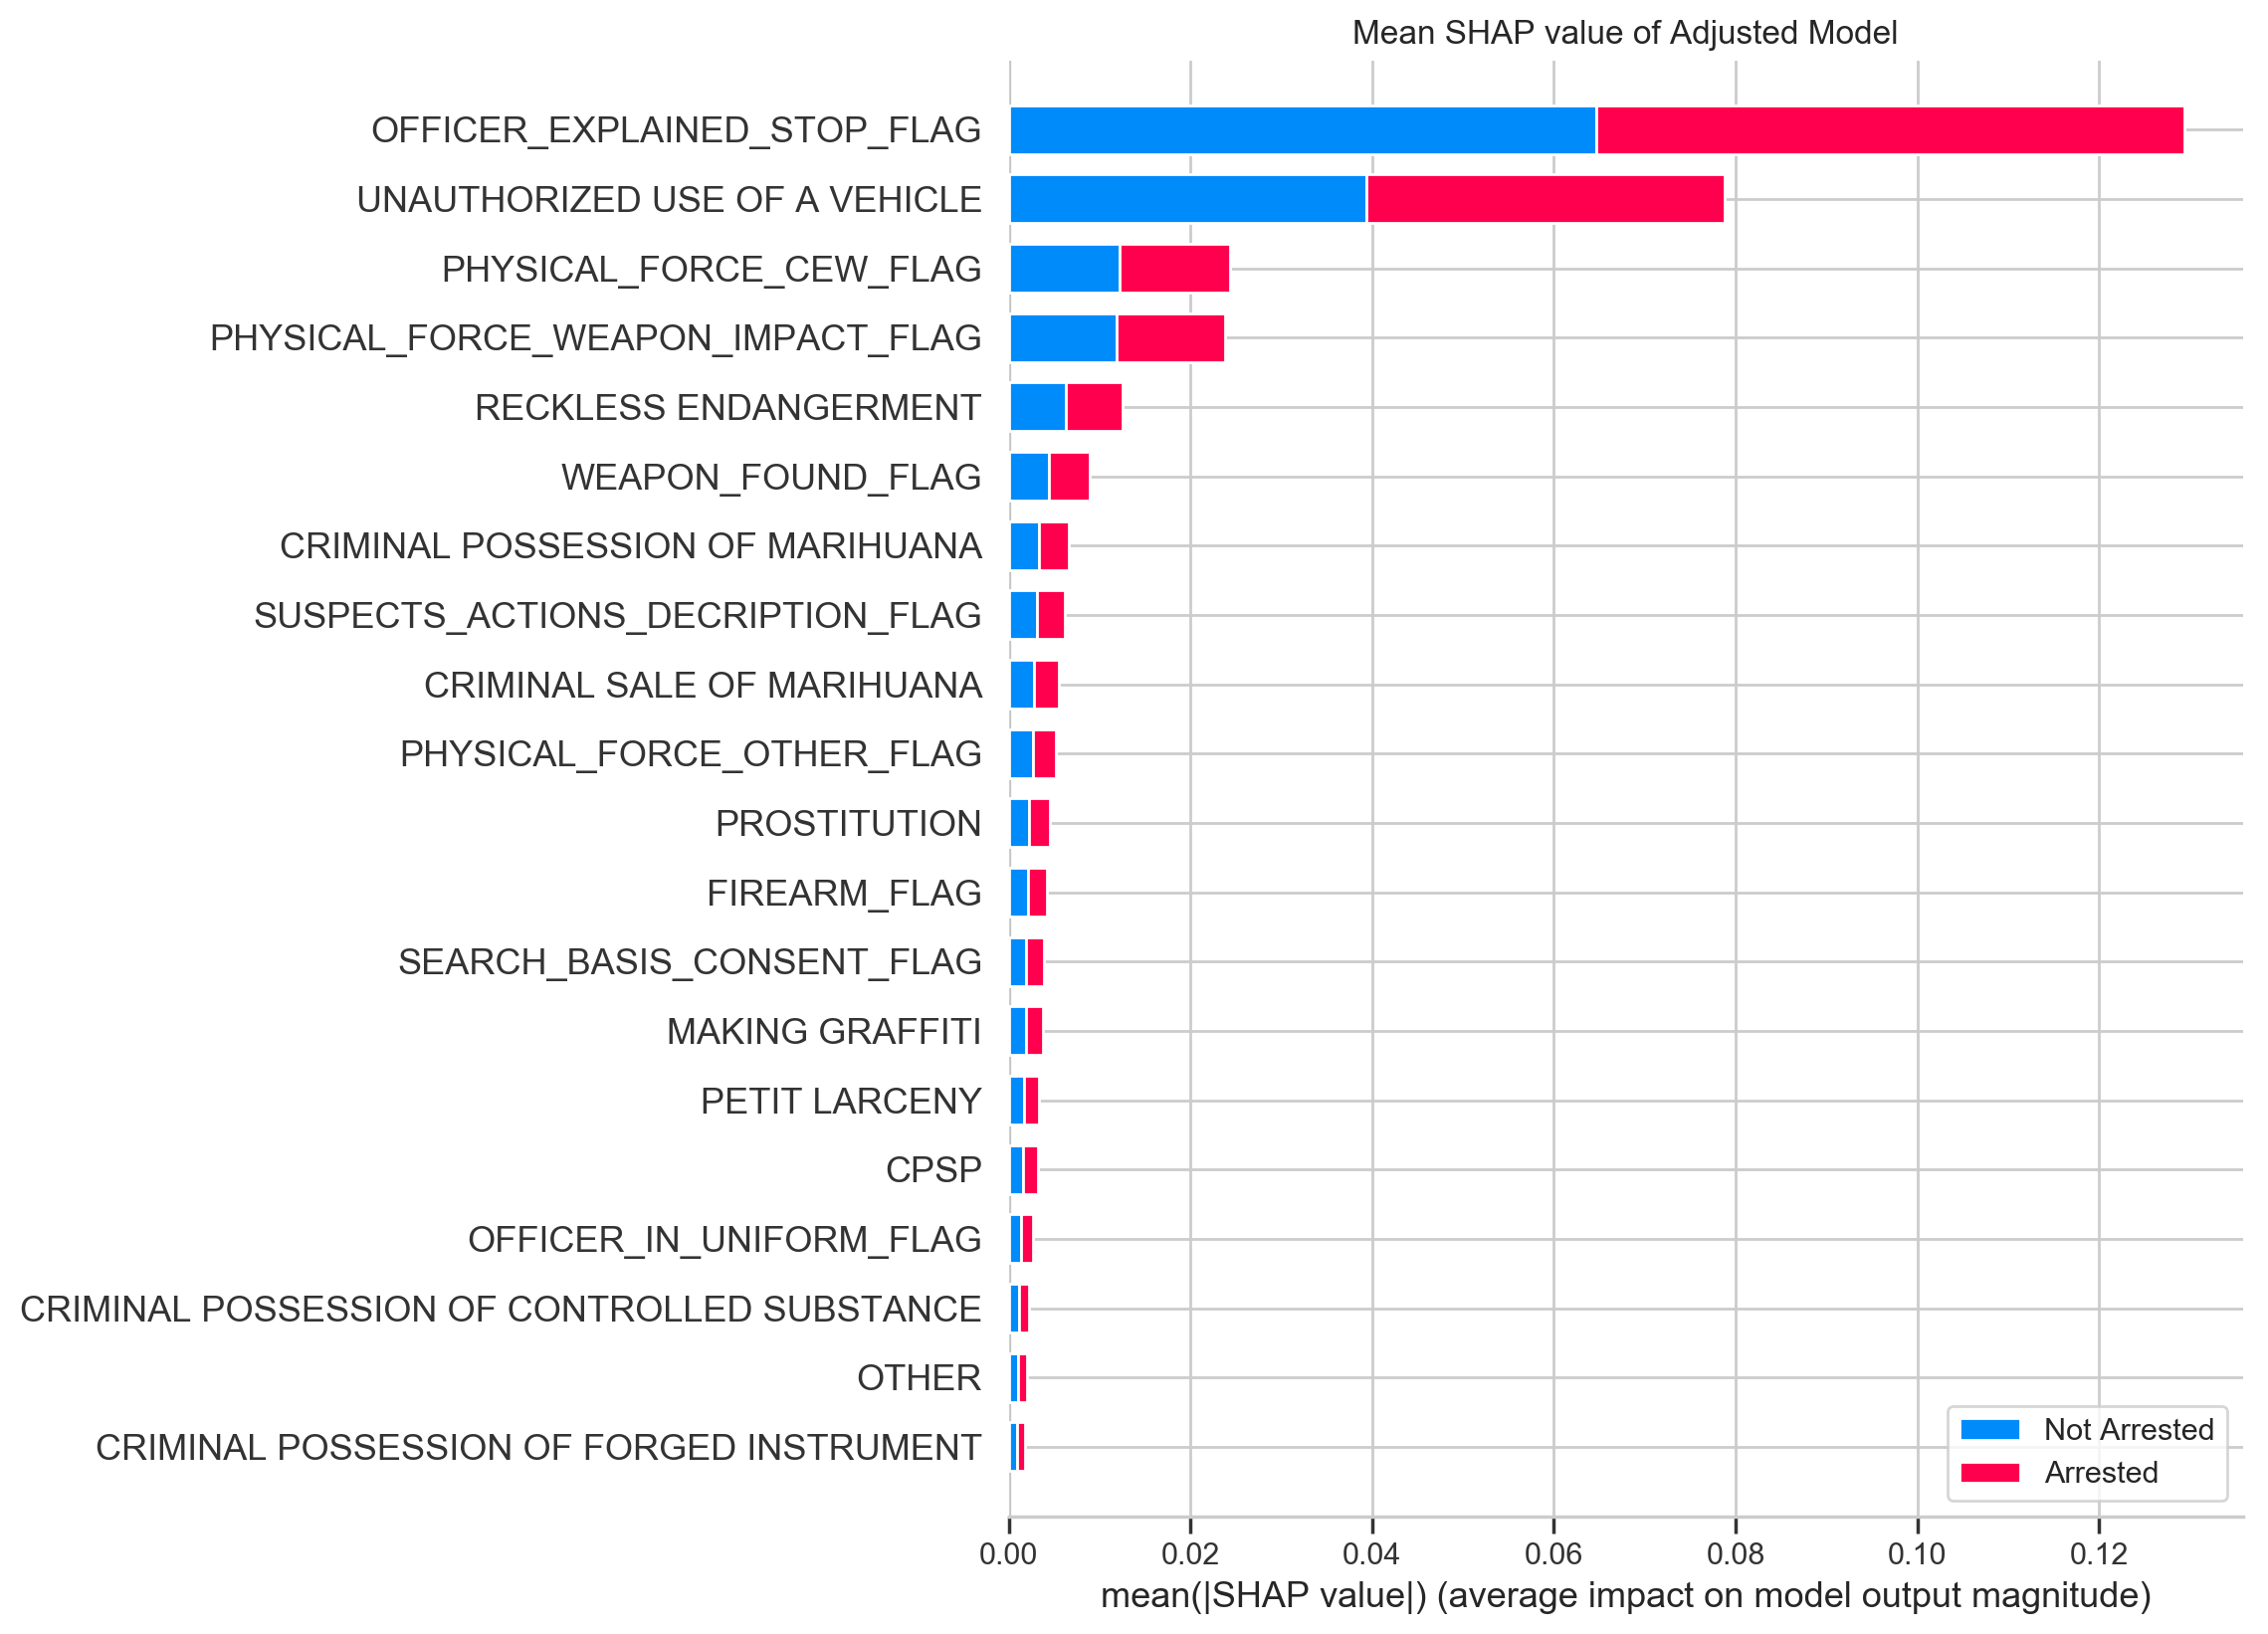 Mean SHAP value of Adjusted Model
OFFICER_EXPLAINED_STOP_FLAG
UNAUTHORIZED USE OF A VEHICLE
PHYSICAL_FORCE_CEW_FLAG
PHYSICAL_FORCE_WEAPON_IMPACT_FLAG
RECKLESS ENDANGERMENT
WEAPON_FOUND_FLAG
CRIMINAL POSSESSION OF MARIHUANA
SUSPECTS_ACTIONS_DECRIPTION_FLAG
CRIMINAL SALE OF MARIHUANA
PHYSICAL_FORCE_OTHER_FLAG
PROSTITUTION
FIREARM_FLAG
SEARCH_BASIS_CONSENT_FLAG
MAKING GRAFFITI
PETIT LARCENY
CPSP
OFFICER_IN_UNIFORM_FLAG
CRIMINAL POSSESSION OF CONTROLLED SUBSTANCE
OTHER
CRIMINAL POSSESSION OF FORGED INSTRUMENT
Not Arrested
Arrested
0.00 0.02 0.04 0.06 0.08 0.10 0.12
mean(|SHAP value|) (average impact on model output magnitude)